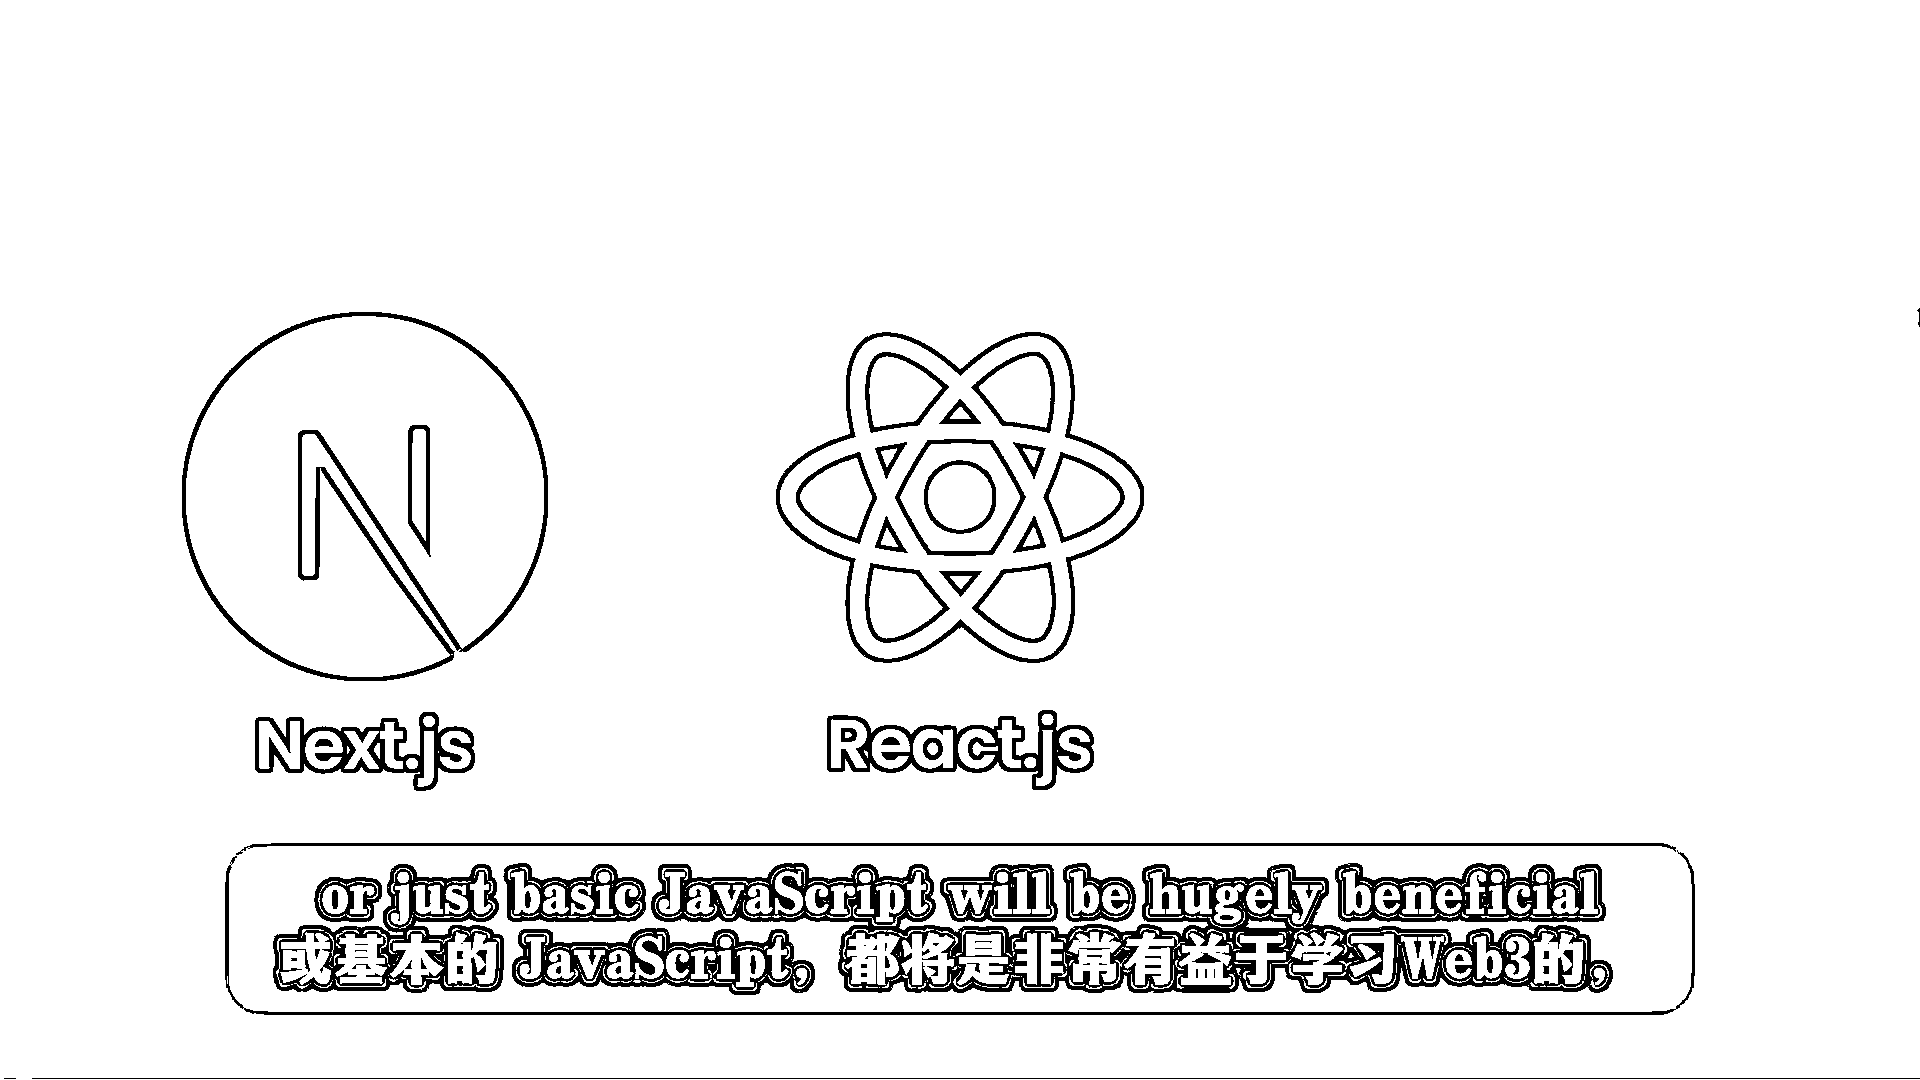 Next.js
React.js
or just basic JavaScript will be hugely beneficial
或基本的 JavaScript，都将是非常有益于学习Web3的，